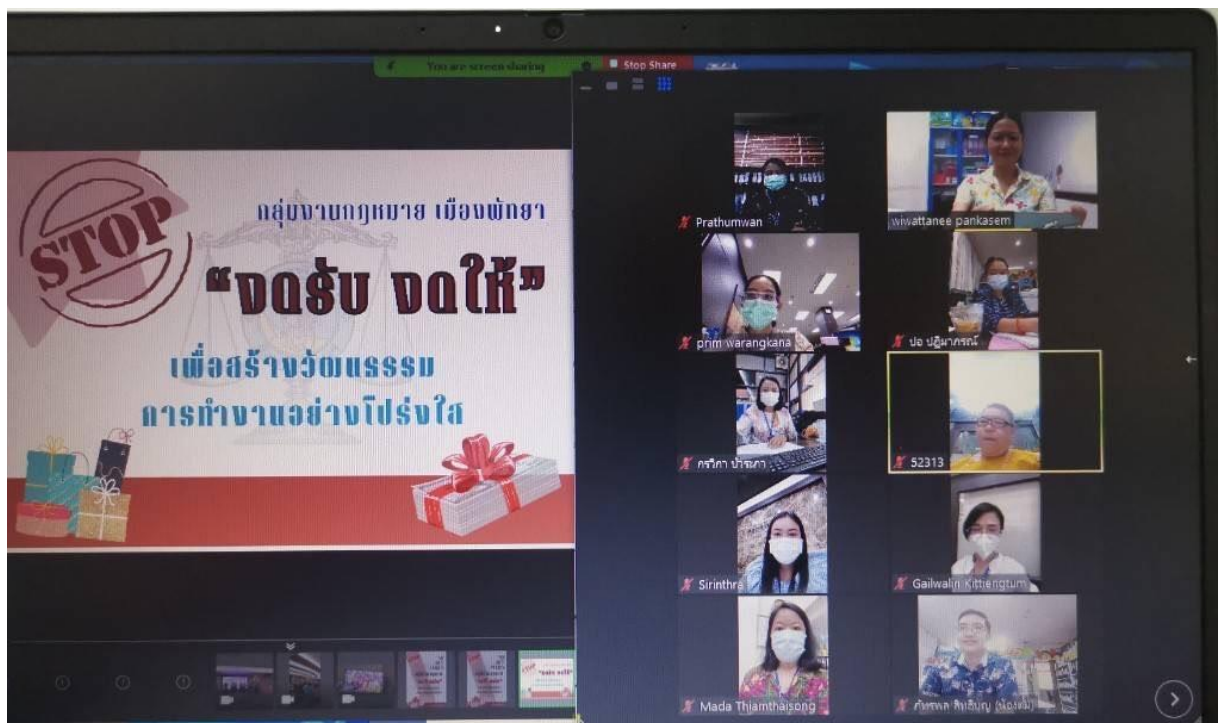 You are screen sharing
Stop Share
STOP
กลุ่มงานกฎหมาย เมืองพัทยา
“งดรับ งดให้”
เพื่อสร้างวัฒนธรรม
การทำงานอย่างโปร่งใส
Prathumwan
wiwattanee pankasem
prim warangkana
ปอ ปฏิมาภรณ์
52313
Sirinthra
Gailwalin Kittiengtum
Mada Thiamthaisong